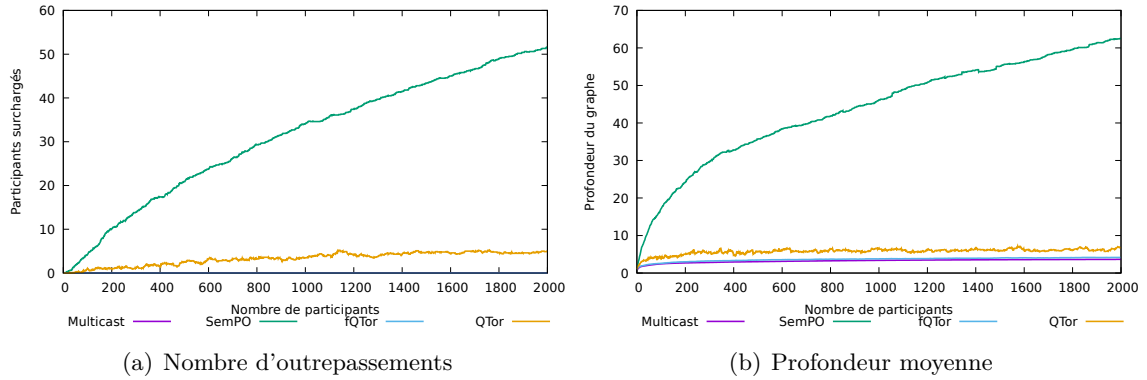 60
50
40
30
20
10
0
Participants surchargés
0 200 400 600 800 1000 1200 1400 1600 1800 2000
Nombre de participants
Multicast SemPO fQTor QTor
(a) Nombre d'outrepassements
70
60
50
40
30
20
10
0
Profondeur du graphe
0 200 400 600 800 1000 1200 1400 1600 1800 2000
Nombre de participants
Multicast SemPO fQTor QTor
(b) Profondeur moyenne